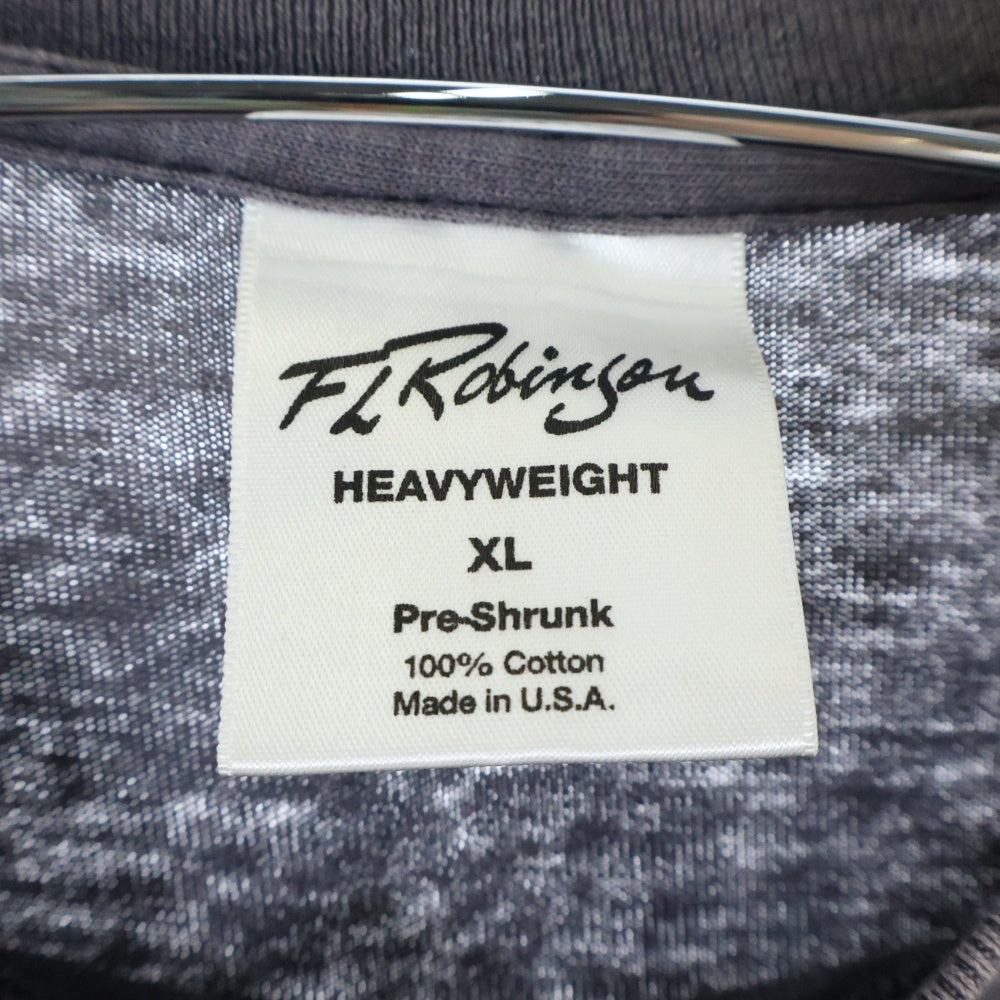 FL Robinson
HEAVYWEIGHT
XL
Pre-Shrunk
100% Cotton
Made in U.S.A.